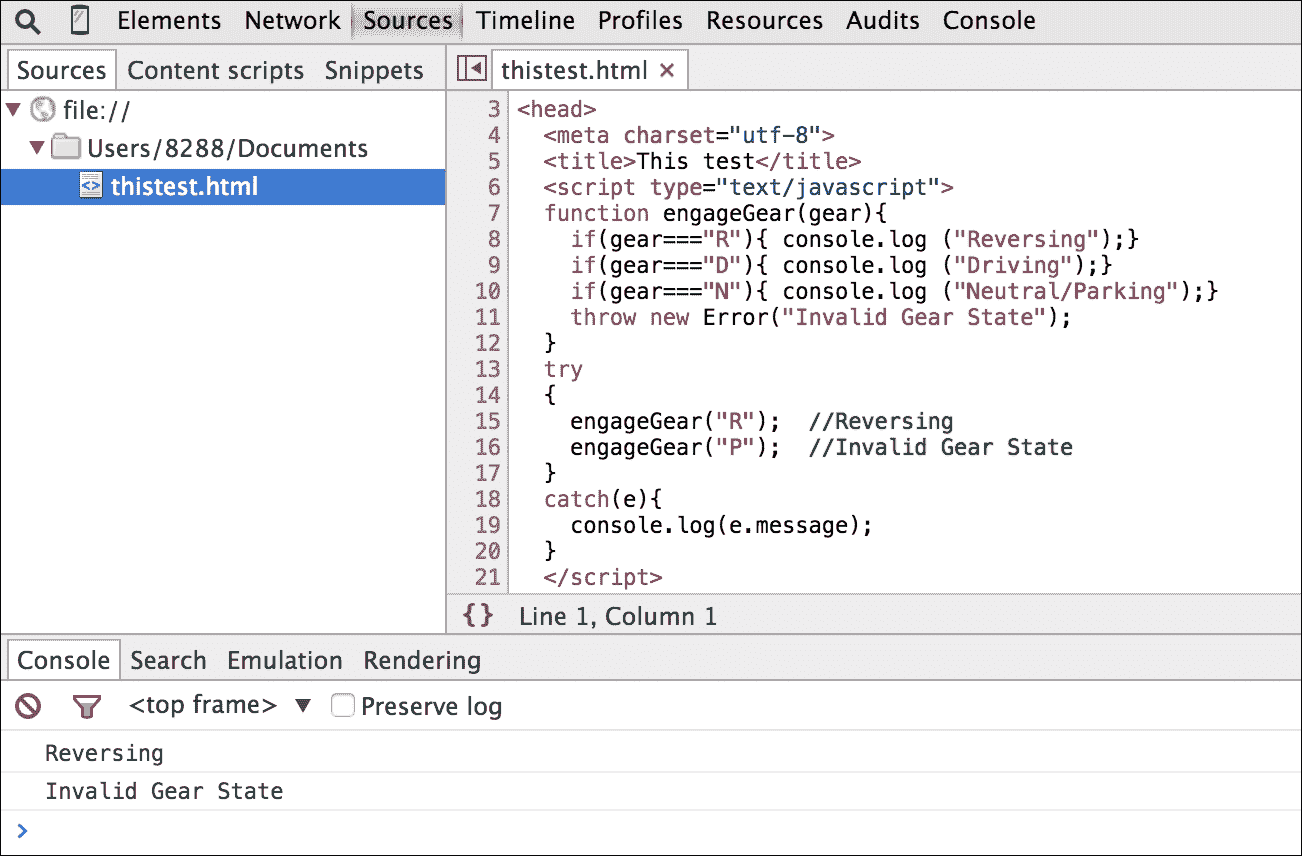 Elements Network Sources Timeline Profiles Resources Audits Console
Sources Content scripts Snippets
thistest.html ×
file://
Users/8288/Documents
thistest.html
3 <head>
4 <meta charset="utf-8">
5 <title>This test</title>
6 <script type="text/javascript">
7 function engageGear(gear){
8 if(gear==="R"){ console.log ("Reversing");}
9 if(gear==="D"){ console.log ("Driving");}
10 if(gear==="N"){ console.log ("Neutral/Parking");}
11 throw new Error("Invalid Gear State");
12 }
13 try
14 {
15 engageGear("R");  //Reversing
16 engageGear("P");  //Invalid Gear State
17 }
18 catch(e){
19 console.log(e.message);
20 }
21 </script>
{} Line 1, Column 1
Console Search Emulation Rendering
<top frame> ▼ Preserve log
Reversing
Invalid Gear State
>